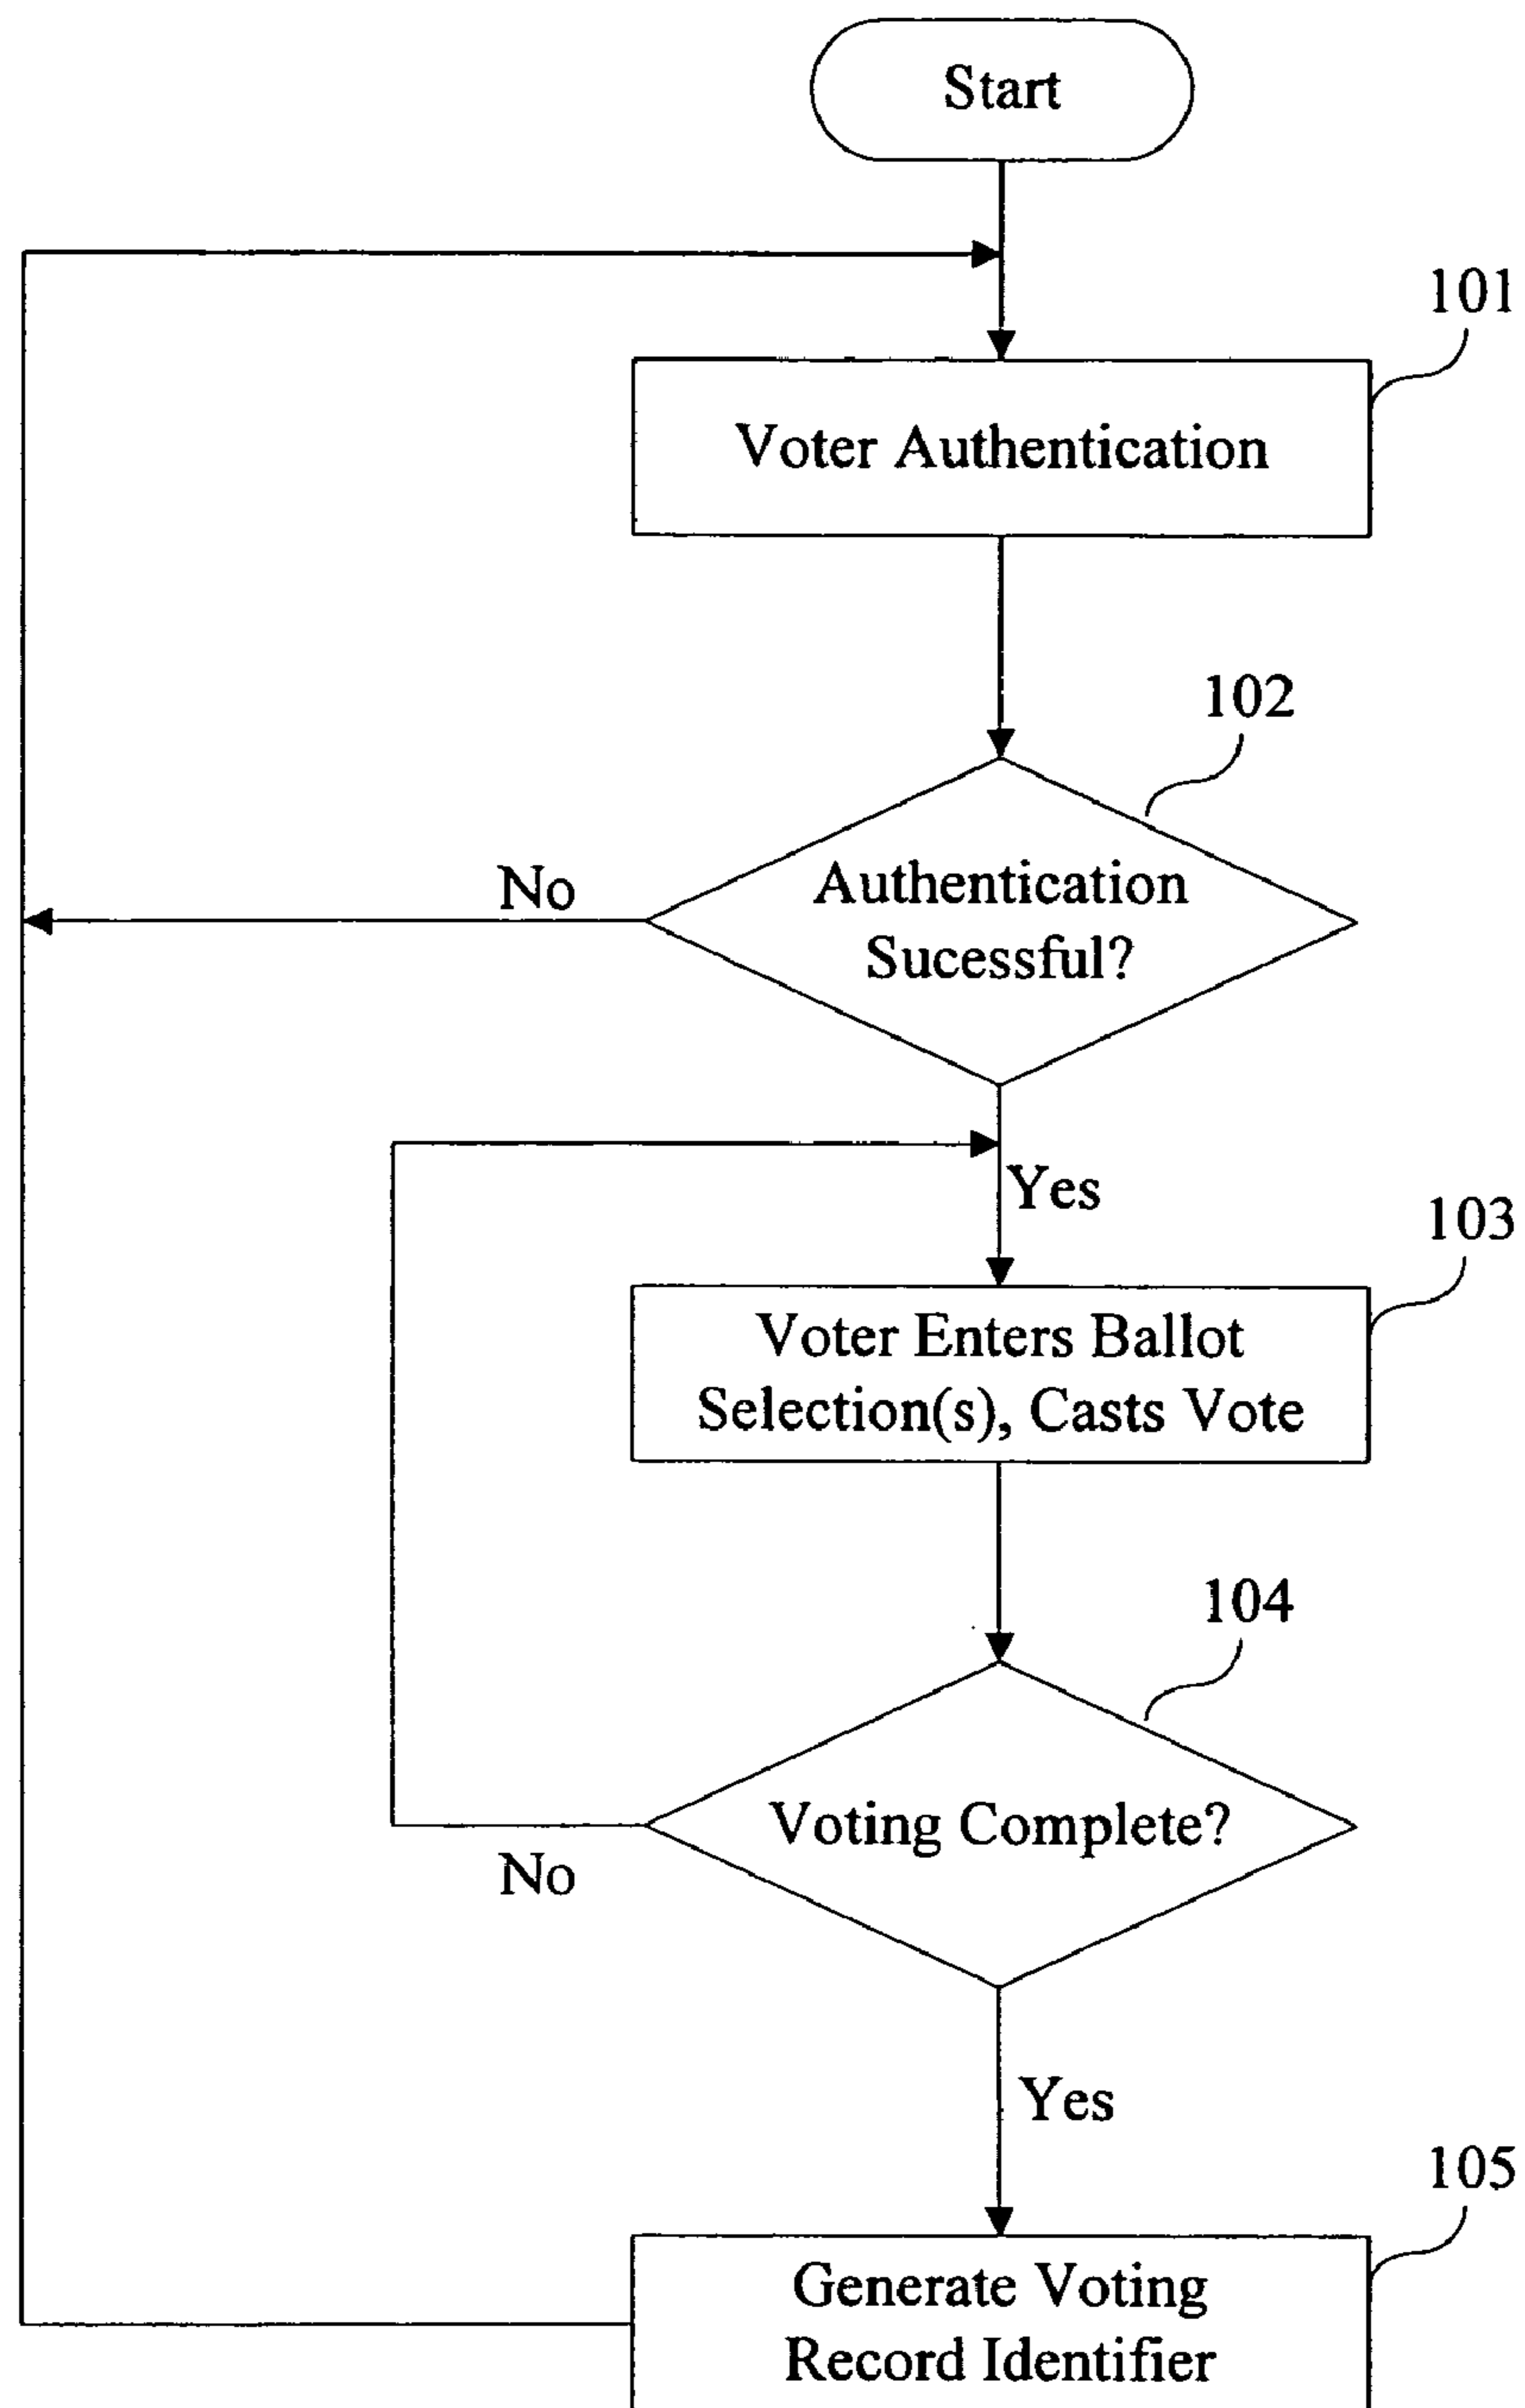 Start
101
Voter Authentication
102
No
Authentication
Sucessful?
Yes
103
Voter Enters Ballot
Selection(s), Casts Vote
104
Voting Complete?
No
Yes
105
Generate Voting
Record Identifier